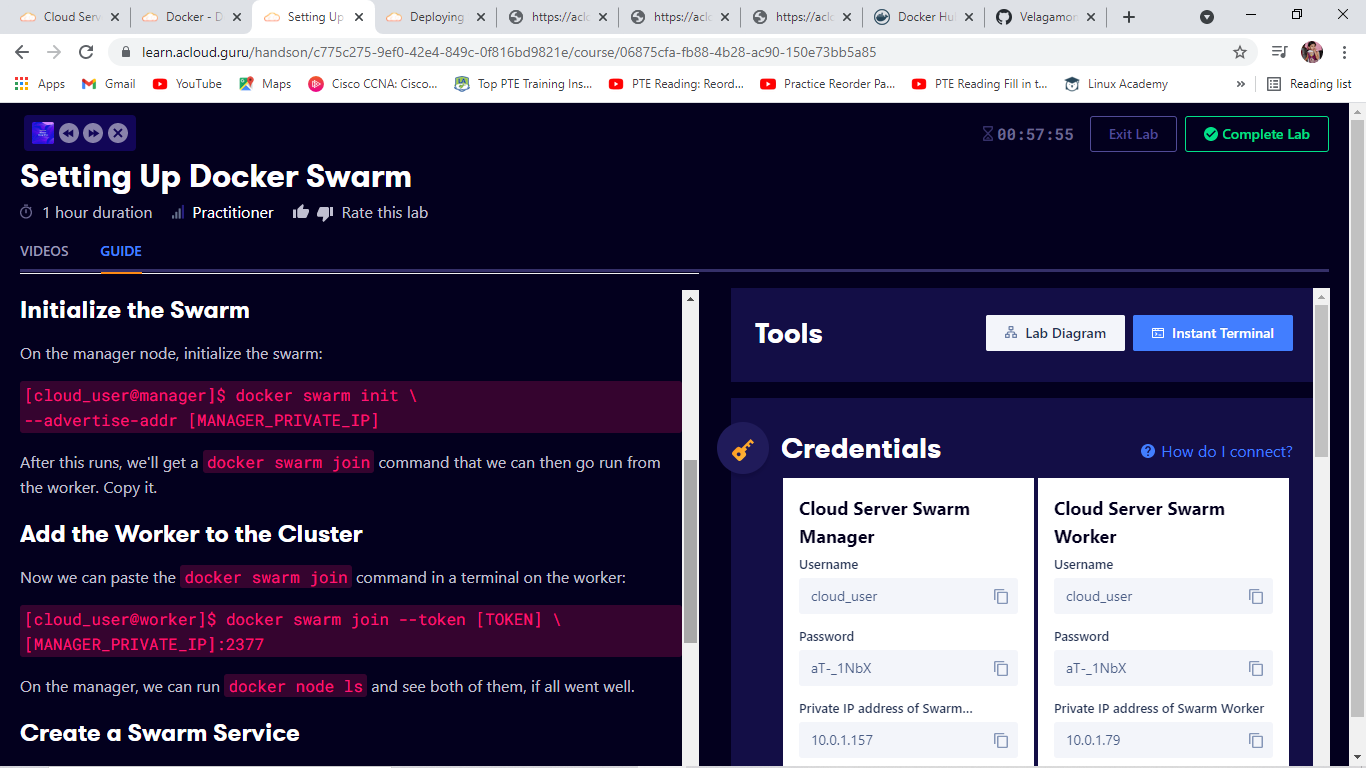 Cloud Serv
Docker - D
Setting Up
Deploying
https://aclo
https://aclo
https://aclo
Docker Hu
Velagamor
learn.acloud.guru/handson/c775c275-9ef0-42e4-849c-0f816bd9821e/course/06875cfa-fb88-4b28-ac90-150e73bb5a85
Apps
Gmail
YouTube
Maps
Cisco CCNA: Cisco...
Top PTE Training Ins...
PTE Reading: Reord...
Practice Reorder Pa...
PTE Reading Fill in t...
Linux Academy
»
Reading list
00:57:55
Exit Lab
Complete Lab
Setting Up Docker Swarm
1 hour duration
Practitioner
Rate this lab
VIDEOS
GUIDE
Initialize the Swarm
On the manager node, initialize the swarm:
[cloud_user@manager]$ docker swarm init \
--advertise-addr [MANAGER_PRIVATE_IP]
After this runs, we'll get a docker swarm join command that we can then go run from
the worker. Copy it.
Add the Worker to the Cluster
Now we can paste the docker swarm join command in a terminal on the worker:
[cloud_user@worker]$ docker swarm join --token [TOKEN] \
[MANAGER_PRIVATE_IP]:2377
On the manager, we can run docker node ls and see both of them, if all went well.
Create a Swarm Service
Tools
Lab Diagram
Instant Terminal
Credentials
How do I connect?
Cloud Server Swarm
Manager
Username
cloud_user
Password
aT-_1NbX
Private IP address of Swarm...
10.0.1.157
Cloud Server Swarm
Worker
Username
cloud_user
Password
aT-_1NbX
Private IP address of Swarm Worker
10.0.1.79